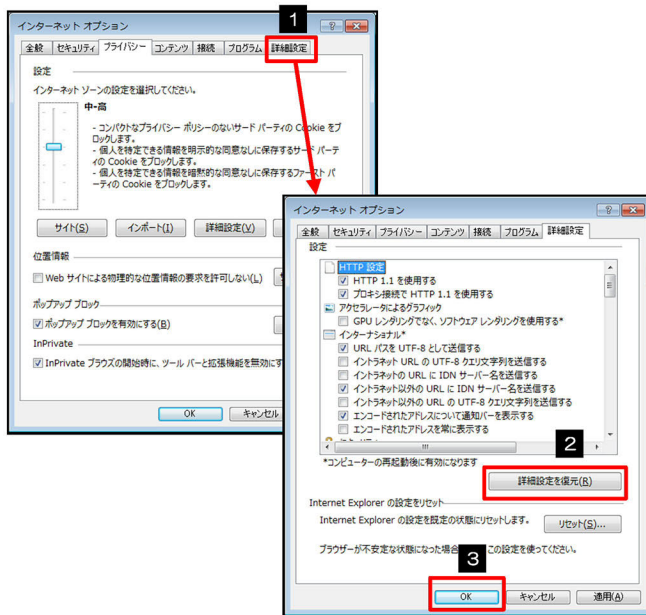 1
インターネット オプション
全般 セキュリティ プライバシー コンテンツ 接続 プログラム 詳細設定
設定
インターネット ゾーンの設定を選択してください。
中-高
- コンパクトなプライバシー ポリシーのないサード パーティの Cookie をブ
ロックします。
- 個人を特定できる情報を明示的な同意なしに保存するサード パーテ
ィの Cookie をブロックします。
- 個人を特定できる情報を暗黙的な同意なしに保存するファースト パ
ーティの Cookie をブロックします。
サイト(S) インポート(I) 詳細設定(V)
位置情報
Web サイトによる物理的な位置情報の要求を許可しない(L)
ポップアップ ブロック
ポップアップ ブロックを有効にする(B)
InPrivate
InPrivate ブラウズの開始時に、ツール バーと拡張機能を無効にす
OK キャンセル
インターネット オプション
全般 セキュリティ プライバシー コンテンツ 接続 プログラム 詳細設定
設定
HTTP 設定
HTTP 1.1 を使用する
プロキシ接続で HTTP 1.1 を使用する
アクセラレータによるグラフィック
GPU レンダリングでなく、ソフトウェア レンダリングを使用する*
インターナショナル*
URL パスを UTF-8 として送信する
イントラネット URL の UTF-8 クエリ文字列を送信する
イントラネットの URL に IDN サーバー名を送信する
イントラネット以外の URL に IDN サーバー名を送信する
イントラネット以外の URL の UTF-8 クエリ文字列を送信する
エンコードされたアドレスについて通知バーを表示する
エンコードされたアドレスを常に表示する
2
*コンピューターの再起動後に有効になります
詳細設定を復元(R)
Internet Explorer の設定をリセット
Internet Explorer の設定を既定の状態にリセットします。 リセット(S)...
ブラウザーが不安定な状態になった場合 この設定を使ってください。
3
OK キャンセル 適用(A)